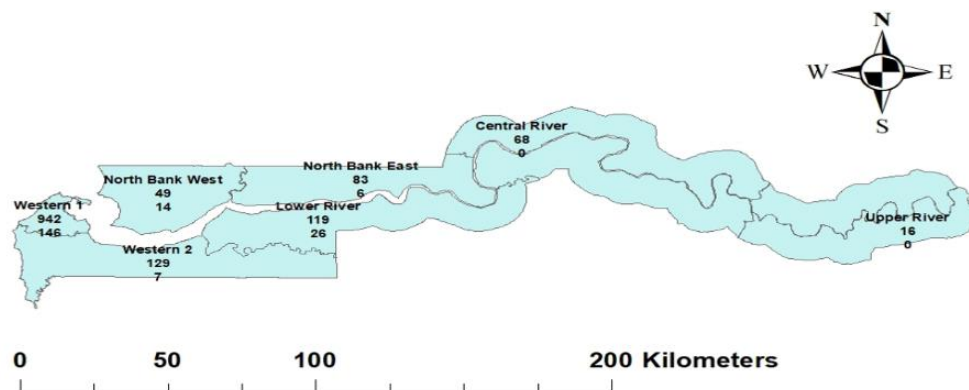 N
W E
S
Central River
68
0
North Bank East
83
6
North Bank West
49
14
Western 1
942
146
Lower River
119
26
Western 2
129
7
Upper River
16
0
0 50 100 200 Kilometers